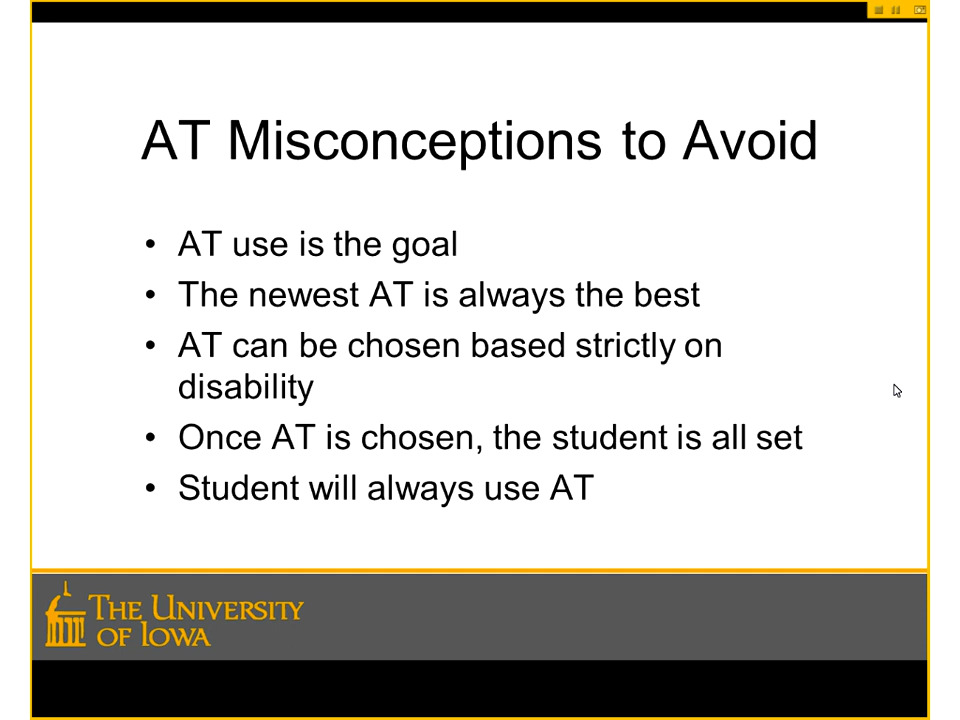 AT Misconceptions to Avoid
• AT use is the goal
• The newest AT is always the best
• AT can be chosen based strictly on
disability
• Once AT is chosen, the student is all set
• Student will always use AT
THE UNIVERSITY
OF IOWA